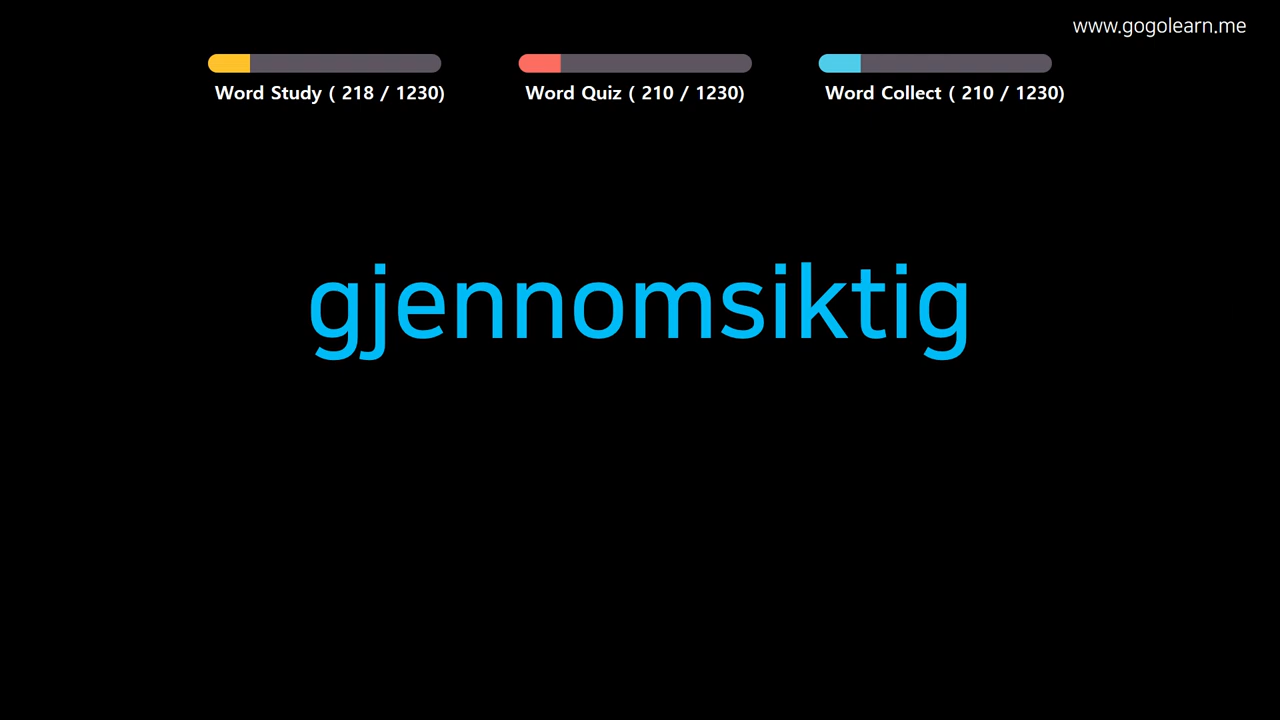 www.gogolearn.me
Word Study ( 218 / 1230)
Word Quiz ( 210 / 1230)
Word Collect ( 210 / 1230)
gjennomsiktig